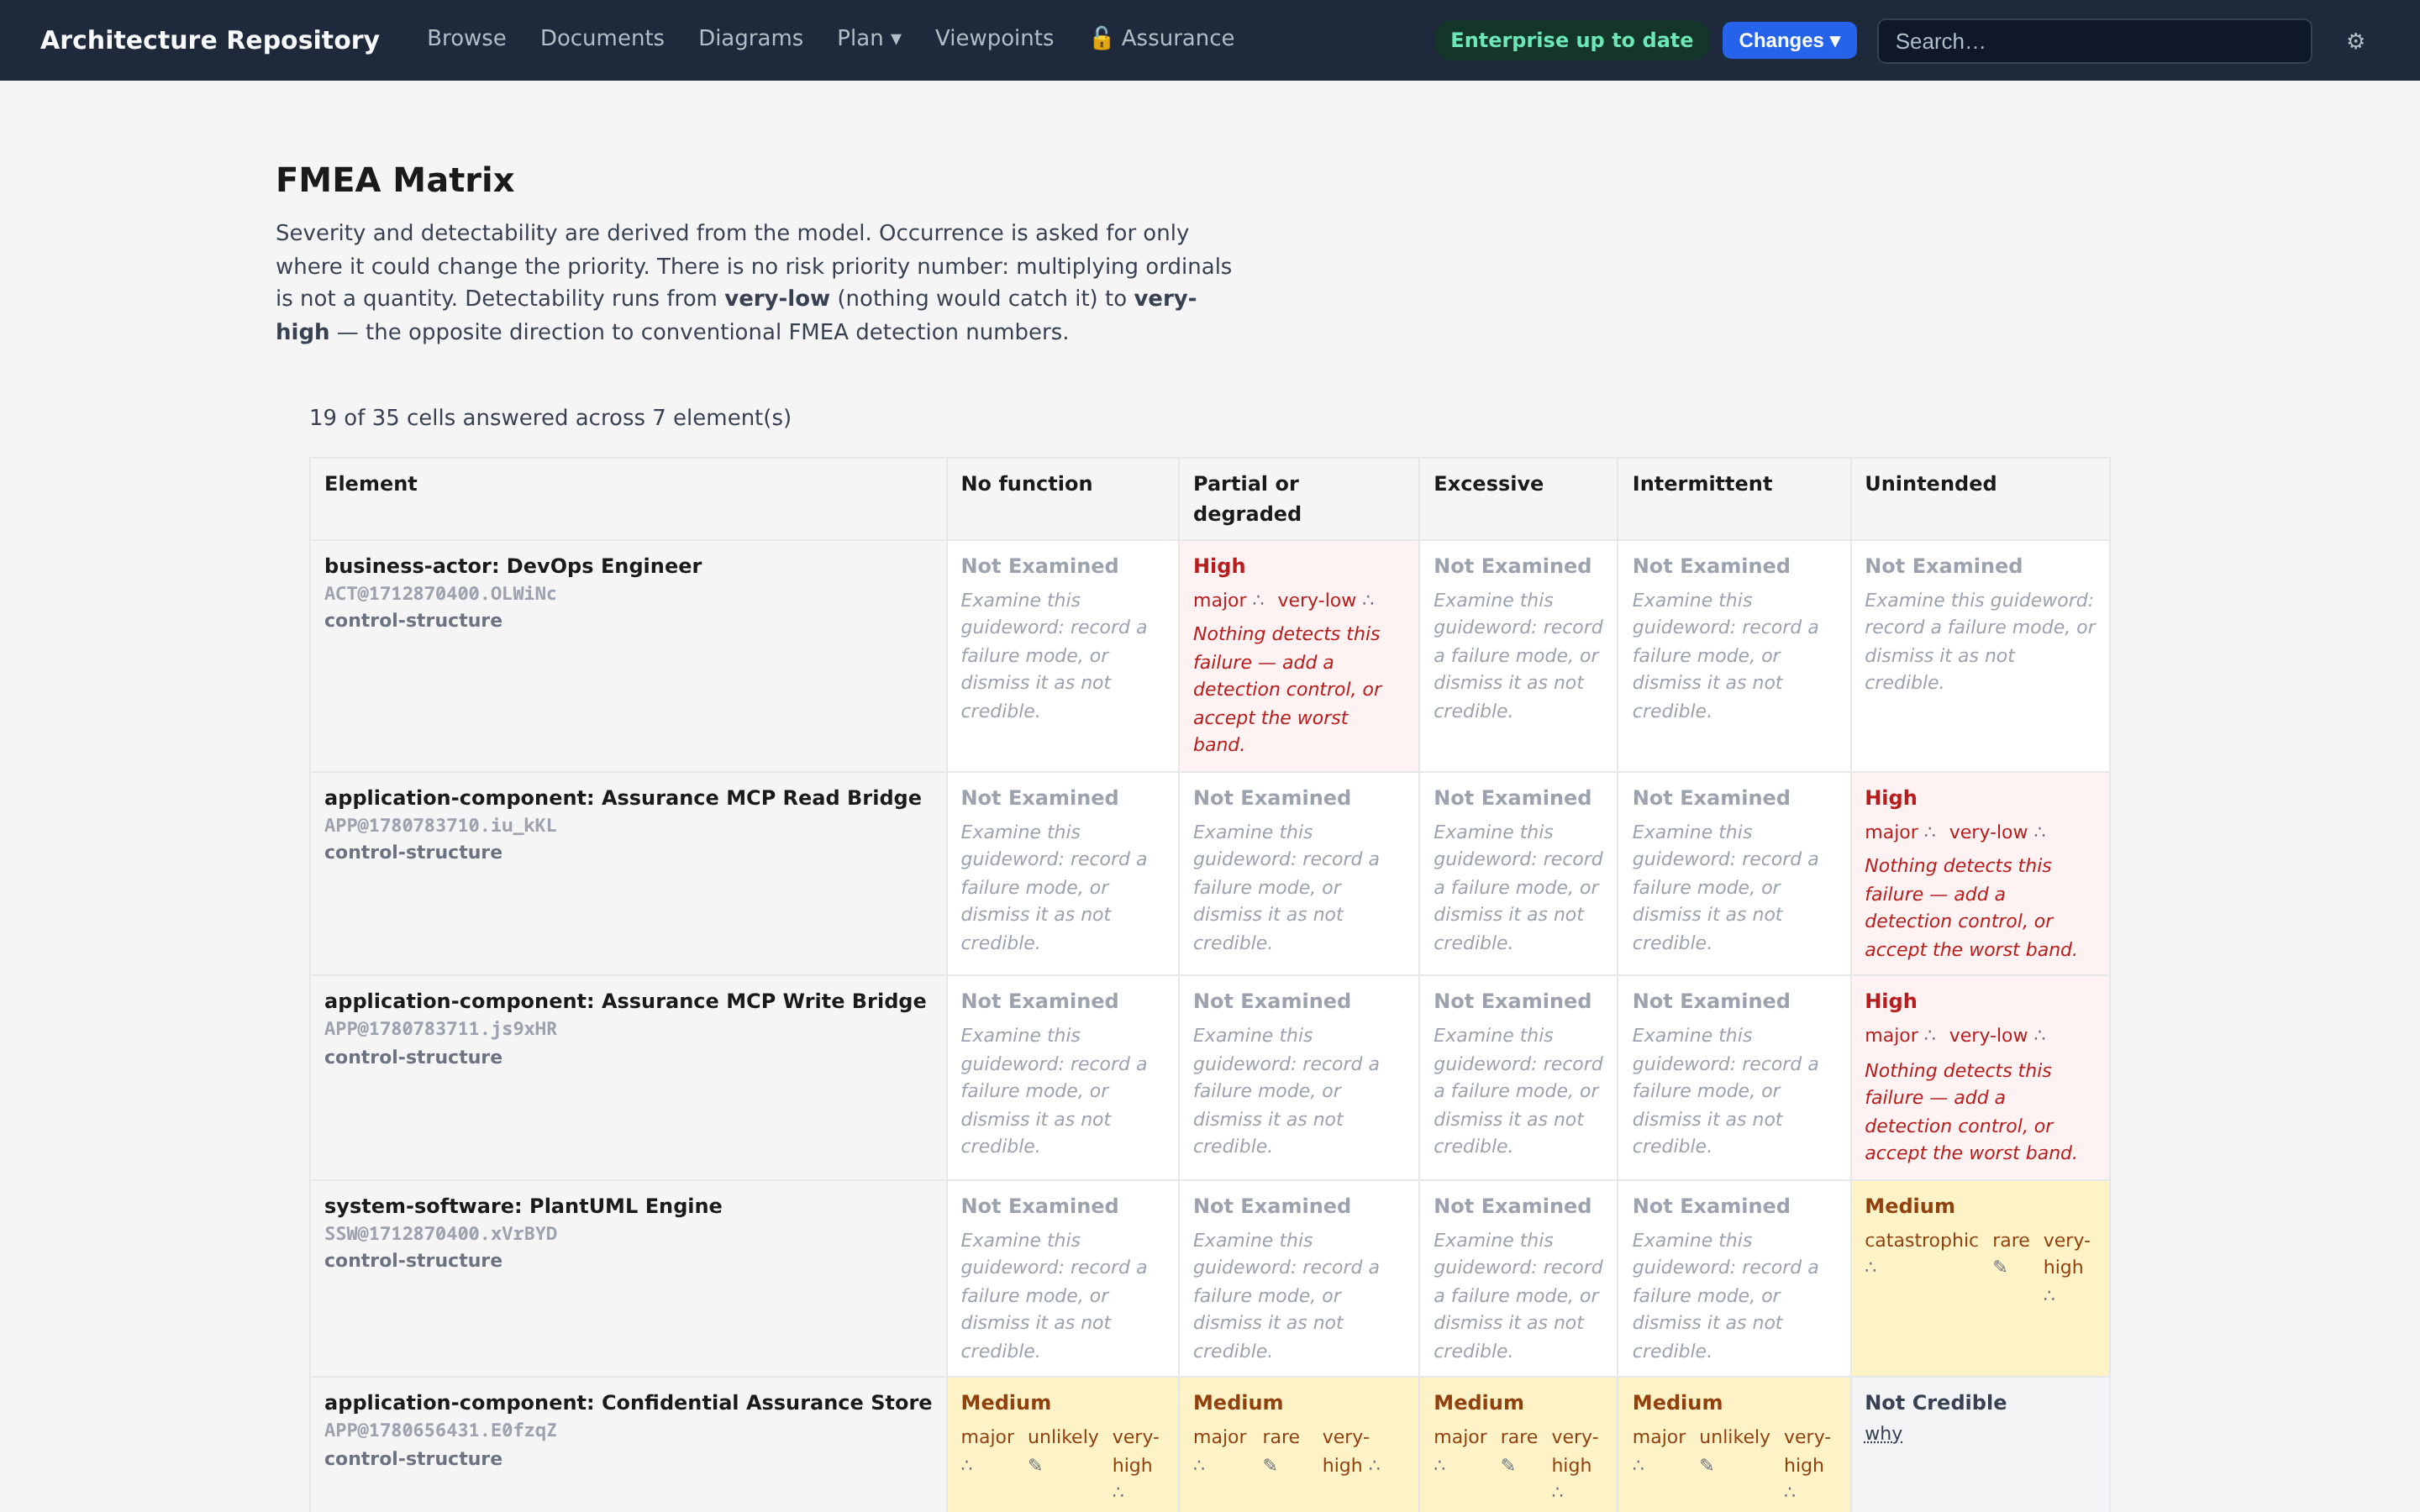 Architecture Repository Browse Documents Diagrams Plan ▾ Viewpoints 🔓 Assurance Enterprise up to date Changes ▾ Search… ⚙
FMEA Matrix
Severity and detectability are derived from the model. Occurrence is asked for only
where it could change the priority. There is no risk priority number: multiplying ordinals
is not a quantity. Detectability runs from very-low (nothing would catch it) to very-
high — the opposite direction to conventional FMEA detection numbers.
19 of 35 cells answered across 7 element(s)
Element
No function
Partial or
degraded
Excessive
Intermittent
Unintended
business-actor: DevOps Engineer
ACT@1712870400.OLWiNc
control-structure
Not Examined
Examine this
guideword: record a
failure mode, or
dismiss it as not
credible.
High
major ∴ very-low ∴
Nothing detects this
failure — add a
detection control, or
accept the worst
band.
Not Examined
Examine this
guideword: record
a failure mode, or
dismiss it as not
credible.
Not Examined
Examine this
guideword: record a
failure mode, or
dismiss it as not
credible.
Not Examined
Examine this guideword:
record a failure mode, or
dismiss it as not
credible.
application-component: Assurance MCP Read Bridge
APP@1780783710.iu_kKL
control-structure
Not Examined
Examine this
guideword: record a
failure mode, or
dismiss it as not
credible.
Not Examined
Examine this
guideword: record a
failure mode, or
dismiss it as not
credible.
Not Examined
Examine this
guideword: record
a failure mode, or
dismiss it as not
credible.
Not Examined
Examine this
guideword: record a
failure mode, or
dismiss it as not
credible.
High
major ∴ very-low ∴
Nothing detects this
failure — add a
detection control, or
accept the worst band.
application-component: Assurance MCP Write Bridge
APP@1780783711.js9xHR
control-structure
Not Examined
Examine this
guideword: record a
failure mode, or
dismiss it as not
credible.
Not Examined
Examine this
guideword: record a
failure mode, or
dismiss it as not
credible.
Not Examined
Examine this
guideword: record
a failure mode, or
dismiss it as not
credible.
Not Examined
Examine this
guideword: record a
failure mode, or
dismiss it as not
credible.
High
major ∴ very-low ∴
Nothing detects this
failure — add a
detection control, or
accept the worst band.
system-software: PlantUML Engine
SSW@1712870400.xVrBYD
control-structure
Not Examined
Examine this
guideword: record a
failure mode, or
dismiss it as not
credible.
Not Examined
Examine this
guideword: record a
failure mode, or
dismiss it as not
credible.
Not Examined
Examine this
guideword: record
a failure mode, or
dismiss it as not
credible.
Not Examined
Examine this
guideword: record a
failure mode, or
dismiss it as not
credible.
Medium
catastrophic rare very-
∴ ✎ high
∴
application-component: Confidential Assurance Store
APP@1780656431.E0fzqZ
control-structure
Medium
major unlikely very-
∴ ✎ high
∴
Medium
major rare very-
∴ ✎ high ∴
Medium
major rare very-
∴ ✎ high
∴
Medium
major unlikely very-
∴ ✎ high
∴
Not Credible
why